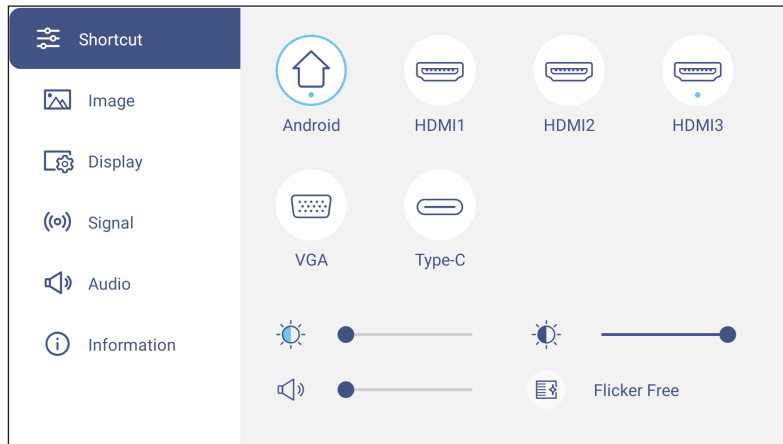 Shortcut
Image
Display
Signal
Audio
Information
Android
HDMI1
HDMI2
HDMI3
VGA
Type-C
Flicker Free